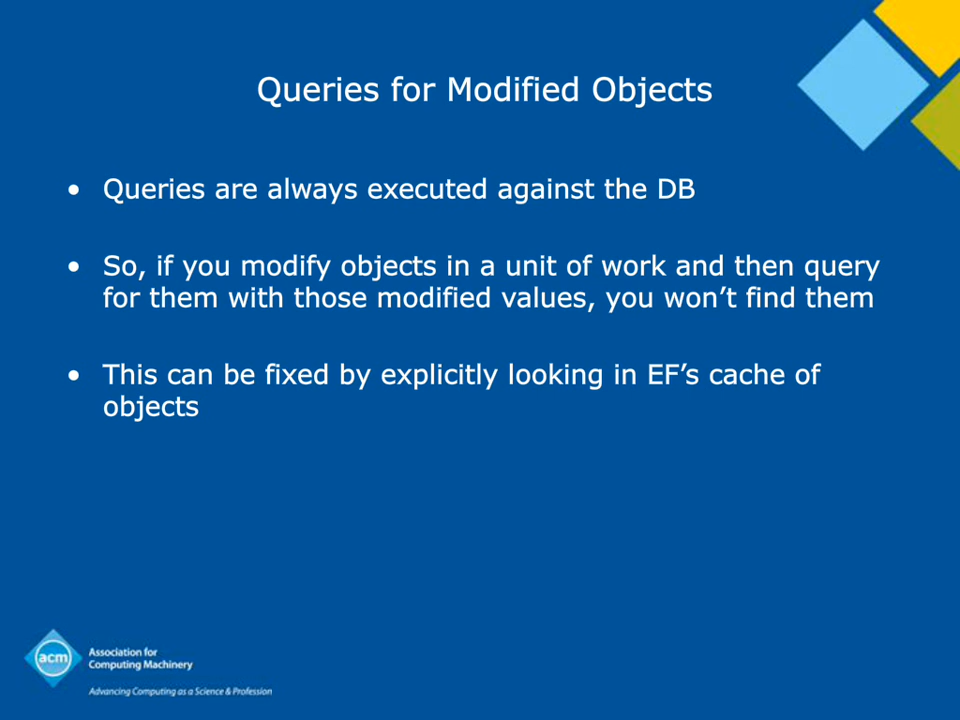 Queries for Modified Objects
• Queries are always executed against the DB
• So, if you modify objects in a unit of work and then query
for them with those modified values, you won’t find them
• This can be fixed by explicitly looking in EF’s cache of
objects
acm
Association for
Computing Machinery
Advancing Computing as a Science & Profession